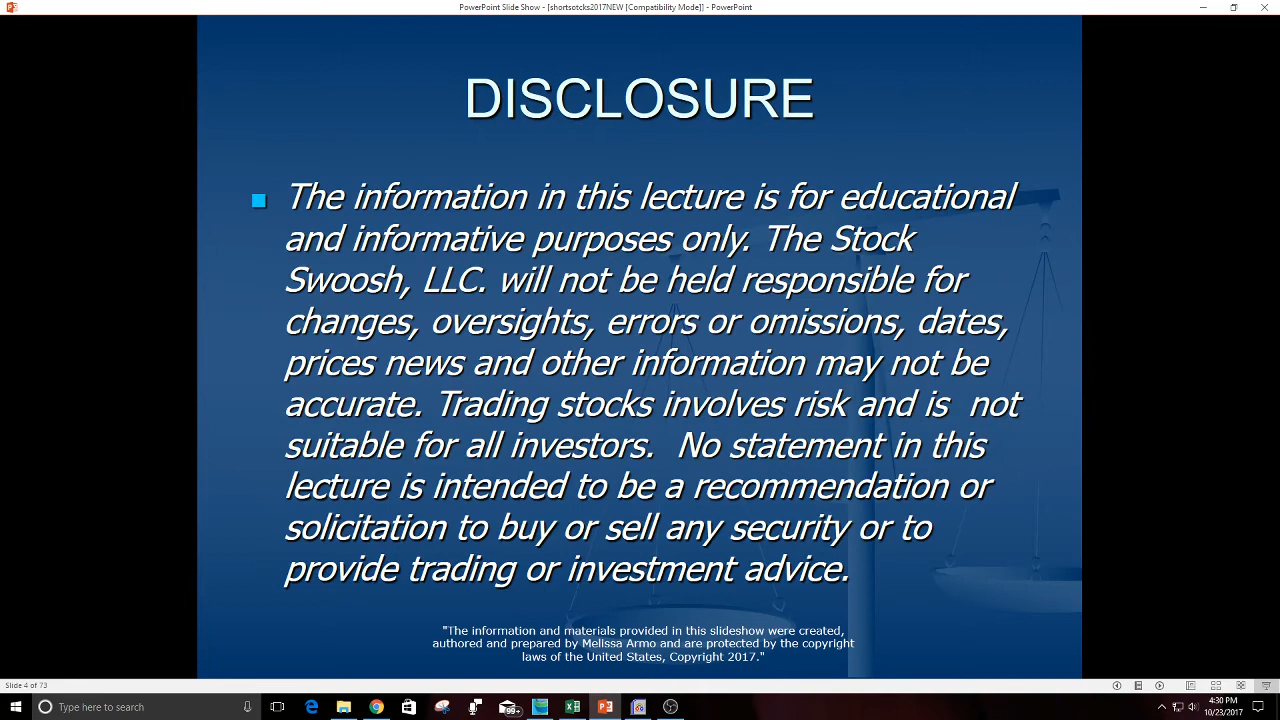 PowerPoint Slide Show - [shortsotcks2017NEW [Compatibility Mode]] - PowerPoint
DISCLOSURE
The information in this lecture is for educational
and informative purposes only. The Stock
Swoosh, LLC. will not be held responsible for
changes, oversights, errors or omissions, dates,
prices news and other information may not be
accurate. Trading stocks involves risk and is  not
suitable for all investors.  No statement in this
lecture is intended to be a recommendation or
solicitation to buy or sell any security or to
provide trading or investment advice.
"The information and materials provided in this slideshow were created,
authored and prepared by Melissa Armo and are protected by the copyright
laws of the United States, Copyright 2017."
Slide 4 of 73
Type here to search
99+
4:30 PM
10/23/2017